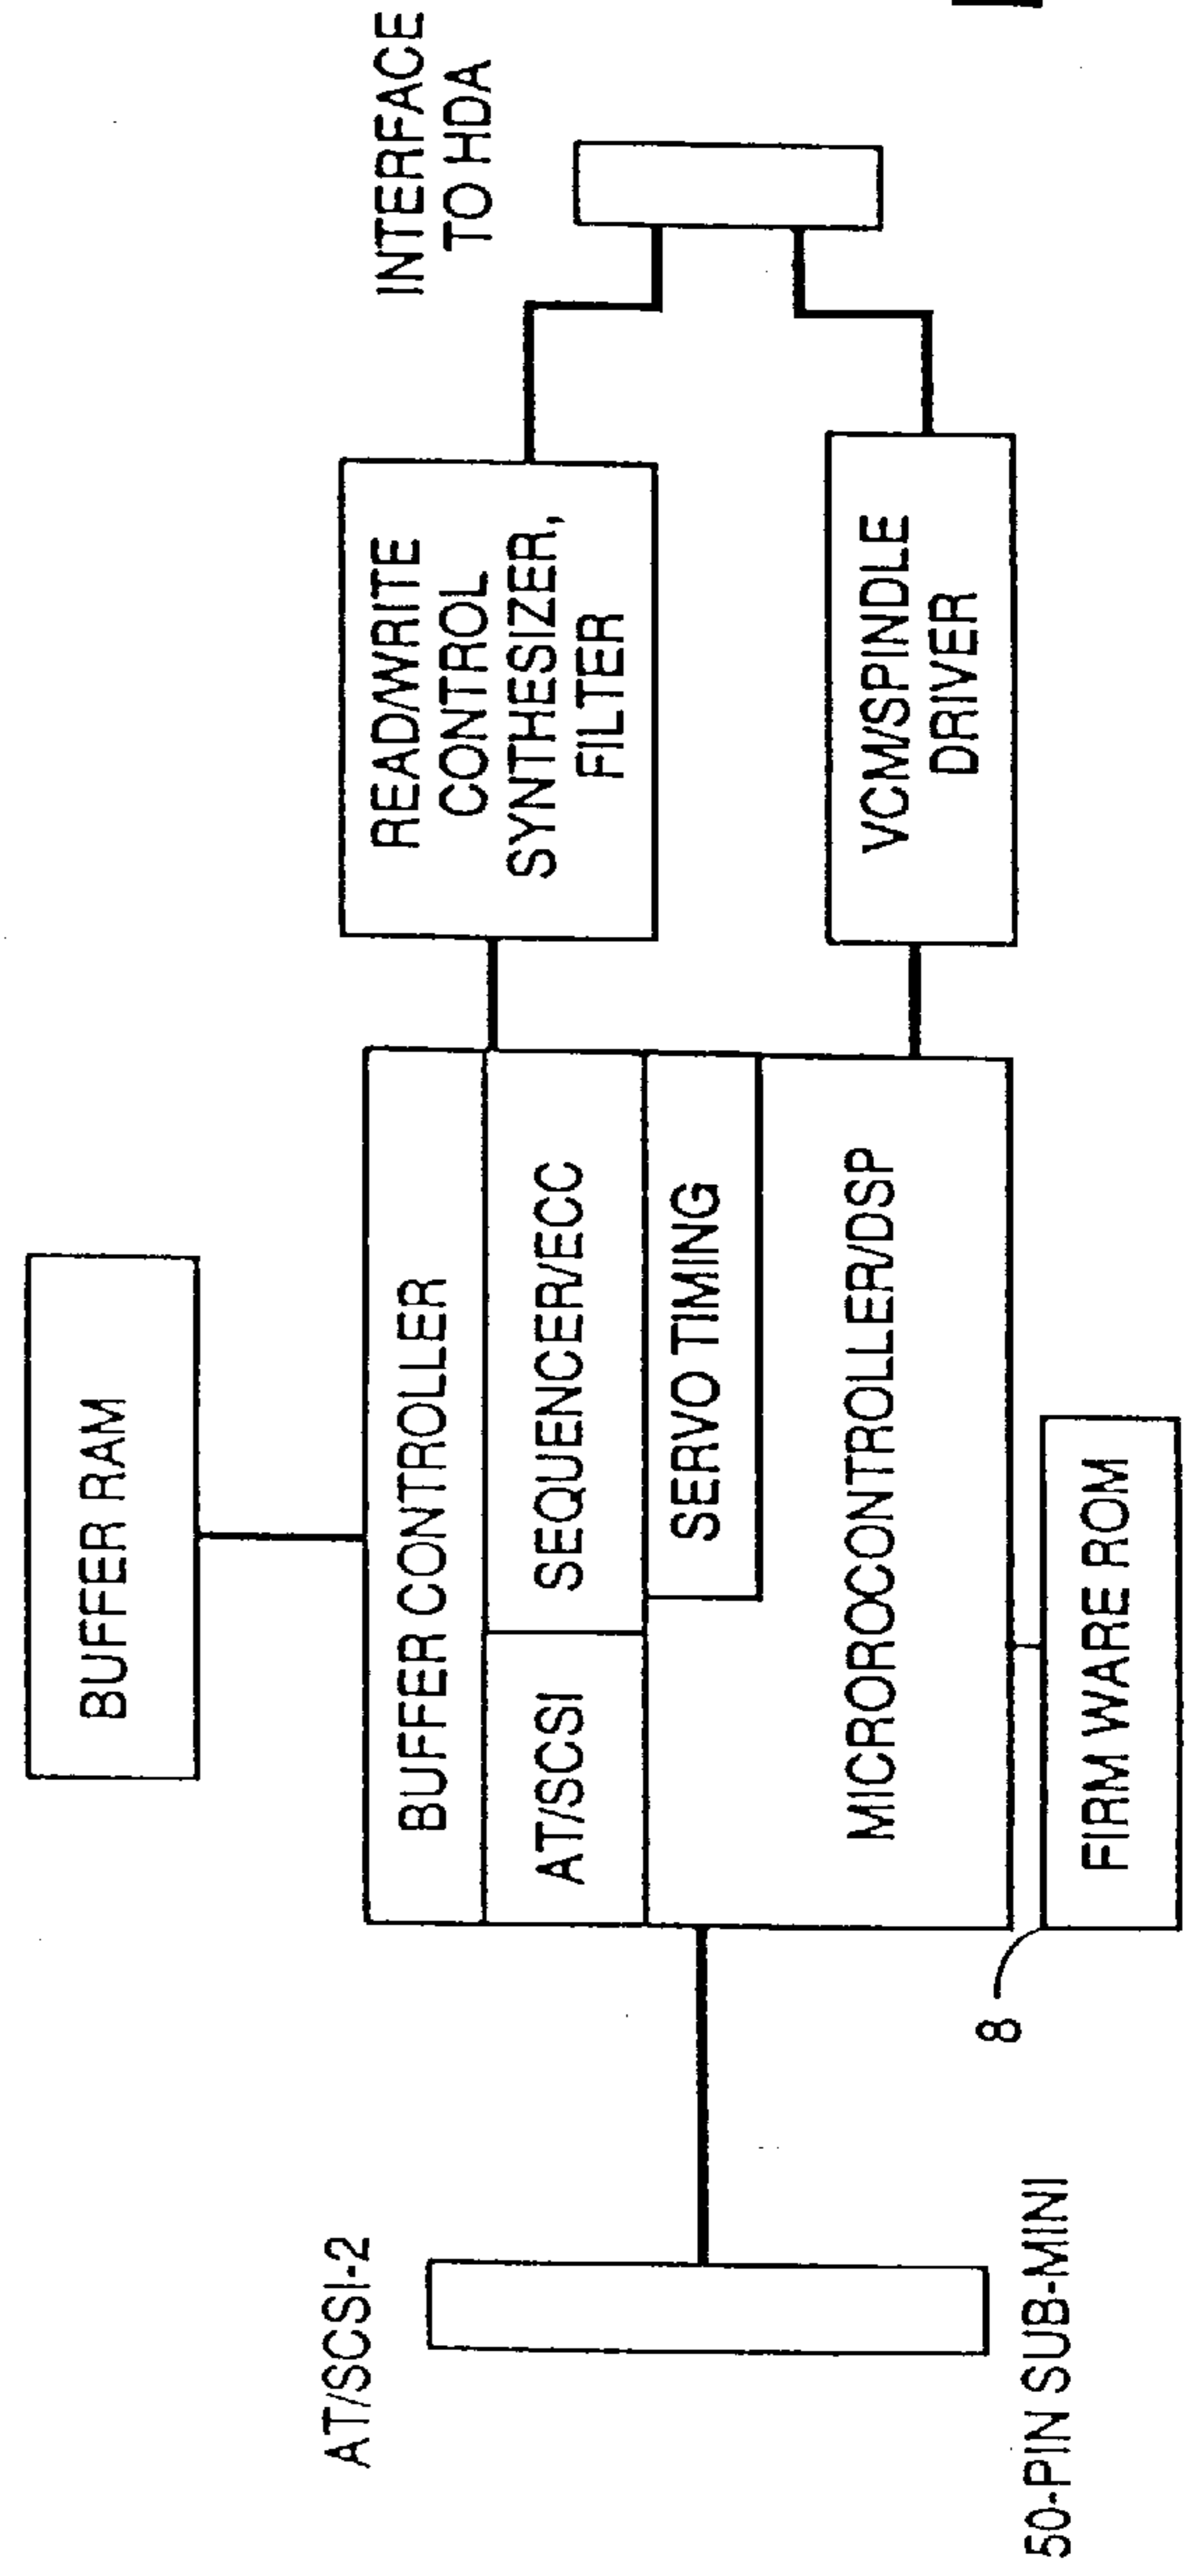 BUFFER RAM
INTERFACE
TO HDA
BUFFER CONTROLLER
AT/SCSI
SEQUENCER/ECC
SERVO TIMING
MICROROCONTROLLER/DSP
READ/WRITE
CONTROL
SYNTHESIZER,
FILTER
VCM/SPINDLE
DRIVER
AT/SCSI-2
50-PIN SUB-MINI
8
FIRM WARE ROM